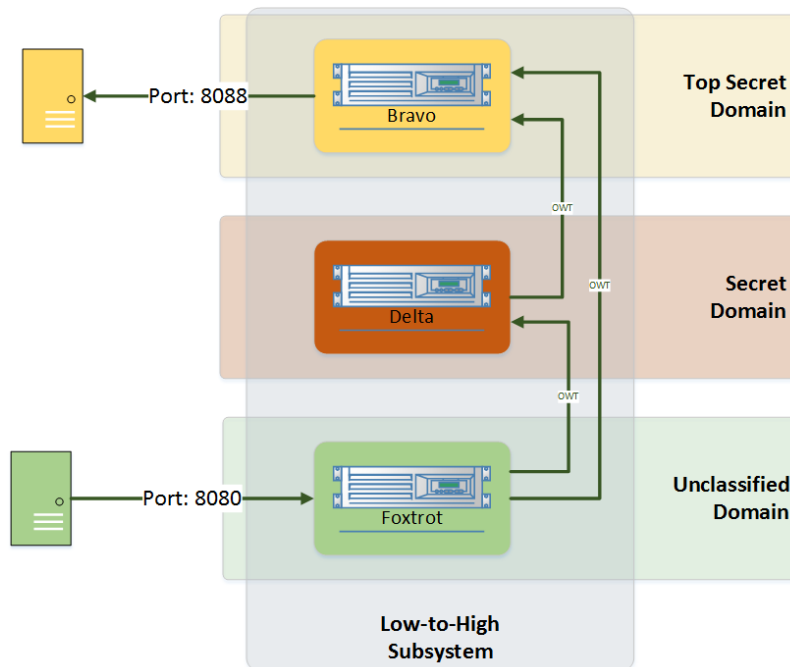 Top Secret
Domain
Port: 8088
Bravo
OWT
Secret
Domain
OWT
Delta
OWT
Unclassified
Domain
Port: 8080
Foxtrot
Low-to-High
Subsystem